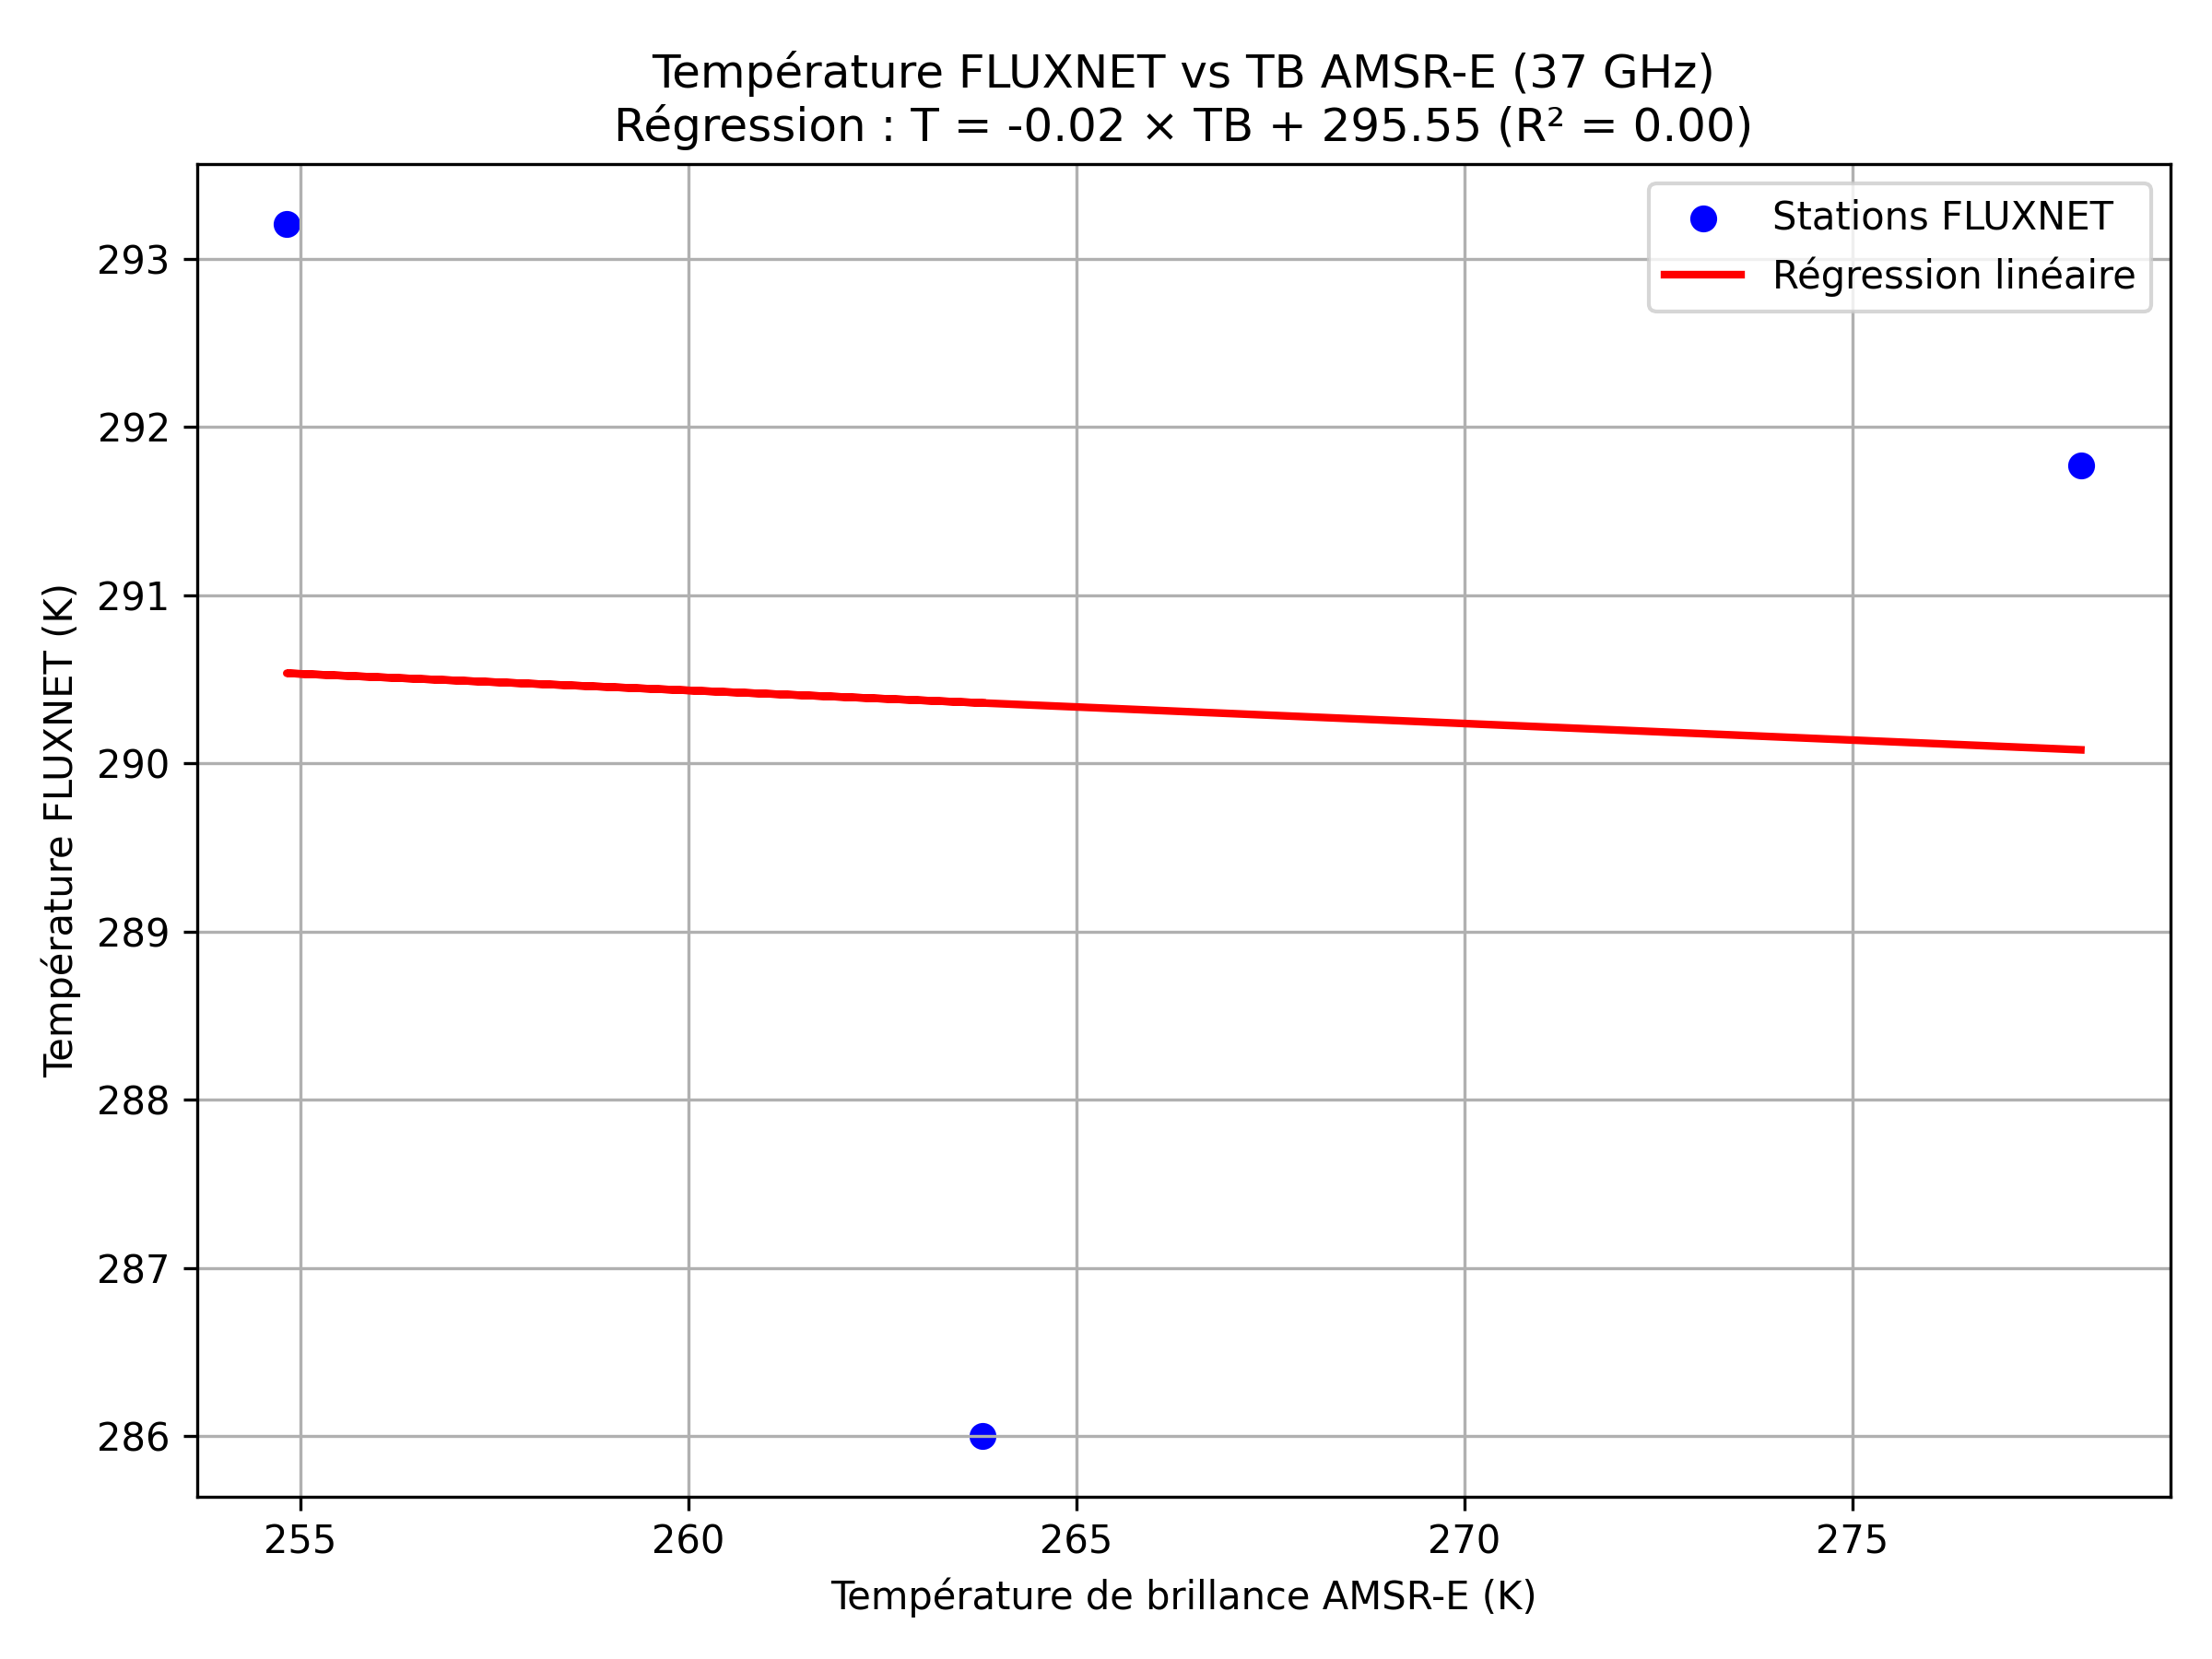 Température FLUXNET vs TB AMSR-E (37 GHz)
Régression : T = -0.02 × TB + 295.55 (R² = 0.00)
Stations FLUXNET
Régression linéaire
Température FLUXNET (K)
293
292
291
290
289
288
287
286
255 260 265 270 275
Température de brillance AMSR-E (K)